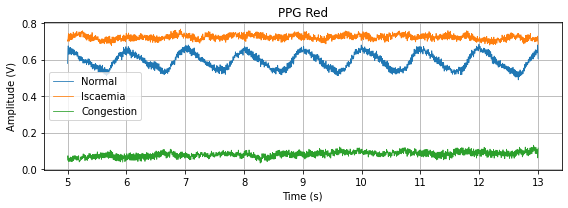 PPG Red
0.8
0.6
0.4
0.2
0.0
Amplitude (V)
Normal
Iscaemia
Congestion
5 6 7 8 9 10 11 12 13
Time (s)